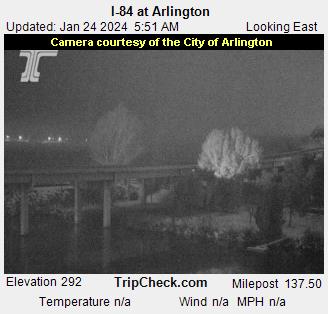 I-84 at Arlington
Updated: Jan 24 2024 5:51 AM Looking East
Camera courtesy of the City of Arlington
Elevation 292 TripCheck.com Milepost 137.50
Temperature n/a Wind n/a MPH n/a